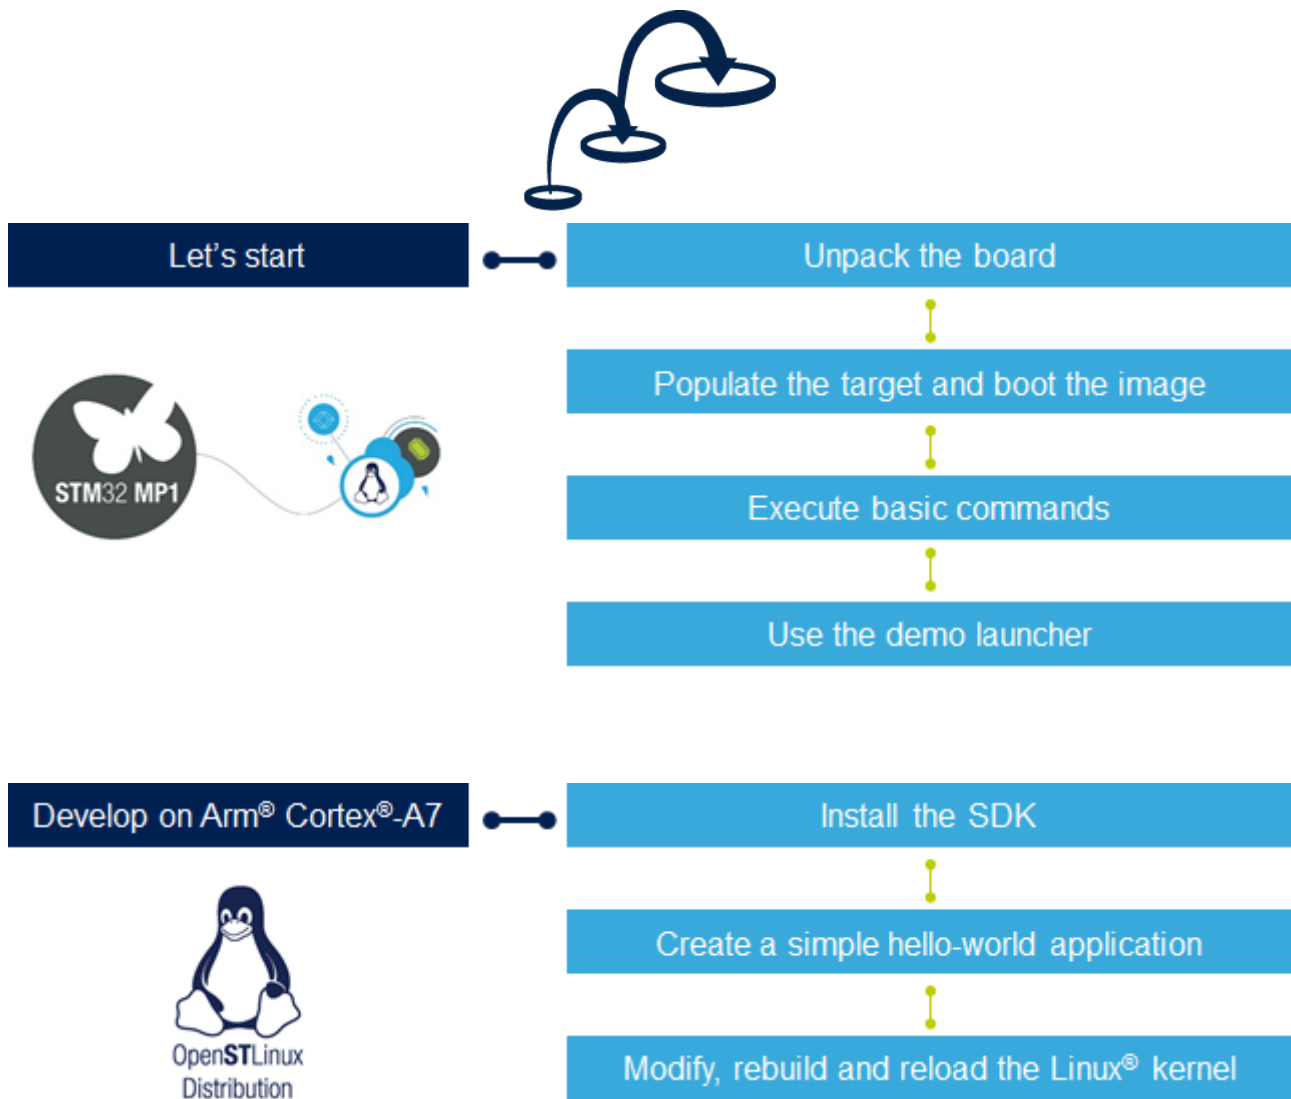 Let's start
Unpack the board
Populate the target and boot the image
STM32 MP1
Execute basic commands
Use the demo launcher
Develop on Arm® Cortex®-A7
Install the SDK
Create a simple hello-world application
OpenSTLinux
Distribution
Modify, rebuild and reload the Linux® kernel